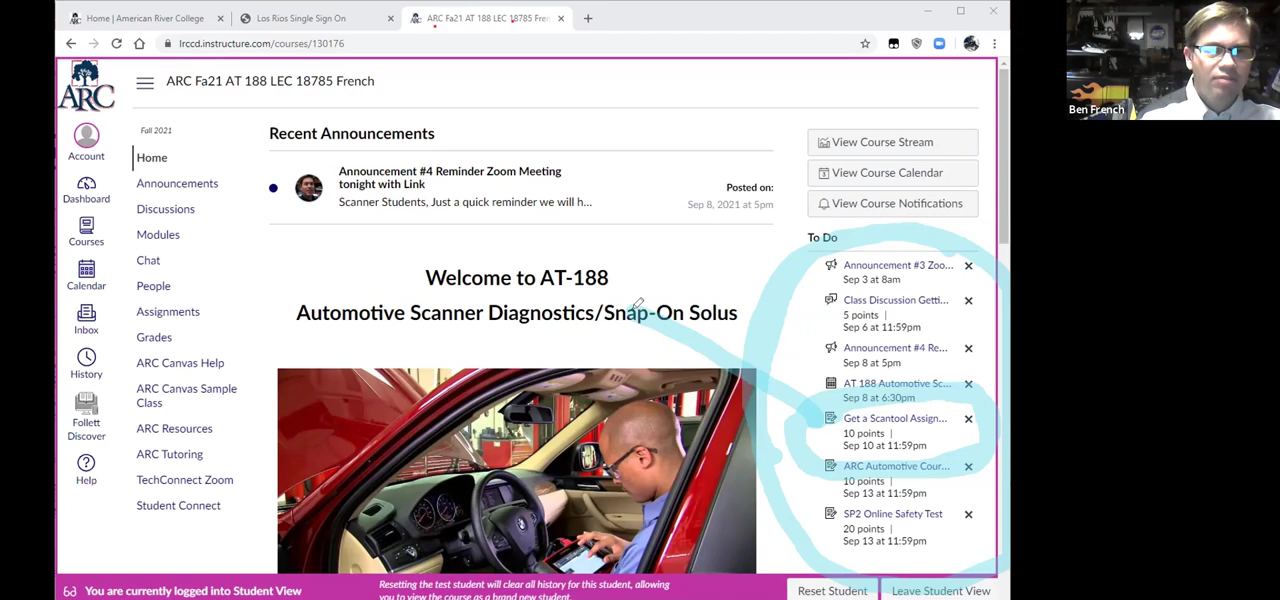 Home | American River College
Los Rios Single Sign On
ARC Fa21 AT 188 LEC 18785 Fren
lrccd.instructure.com/courses/130176
ARC
ARC Fa21 AT 188 LEC 18785 French
Account
Dashboard
Courses
Calendar
Inbox
History
Follett
Discover
Help
Fall 2021
Home
Announcements
Discussions
Modules
Chat
People
Assignments
Grades
ARC Canvas Help
ARC Canvas Sample
Class
ARC Resources
ARC Tutoring
TechConnect Zoom
Student Connect
Recent Announcements
Announcement #4 Reminder Zoom Meeting
tonight with Link
Scanner Students, Just a quick reminder we will h...
Posted on:
Sep 8, 2021 at 5pm
Welcome to AT-188
Automotive Scanner Diagnostics/Snap-On Solus
View Course Stream
View Course Calendar
View Course Notifications
To Do
Announcement #3 Zoo...
Sep 3 at 8am
Class Discussion Getti...
5 points |
Sep 6 at 11:59pm
Announcement #4 Re...
Sep 8 at 5pm
AT 188 Automotive Sc...
Sep 8 at 6:30pm
Get a Scantool Assign...
10 points |
Sep 10 at 11:59pm
ARC Automotive Cour...
10 points |
Sep 13 at 11:59pm
SP2 Online Safety Test
20 points |
Sep 13 at 11:59pm
You are currently logged into Student View
Resetting the test student will clear all history for this student, allowing
you to view the course as a brand new student.
Reset Student
Leave Student View
Ben French